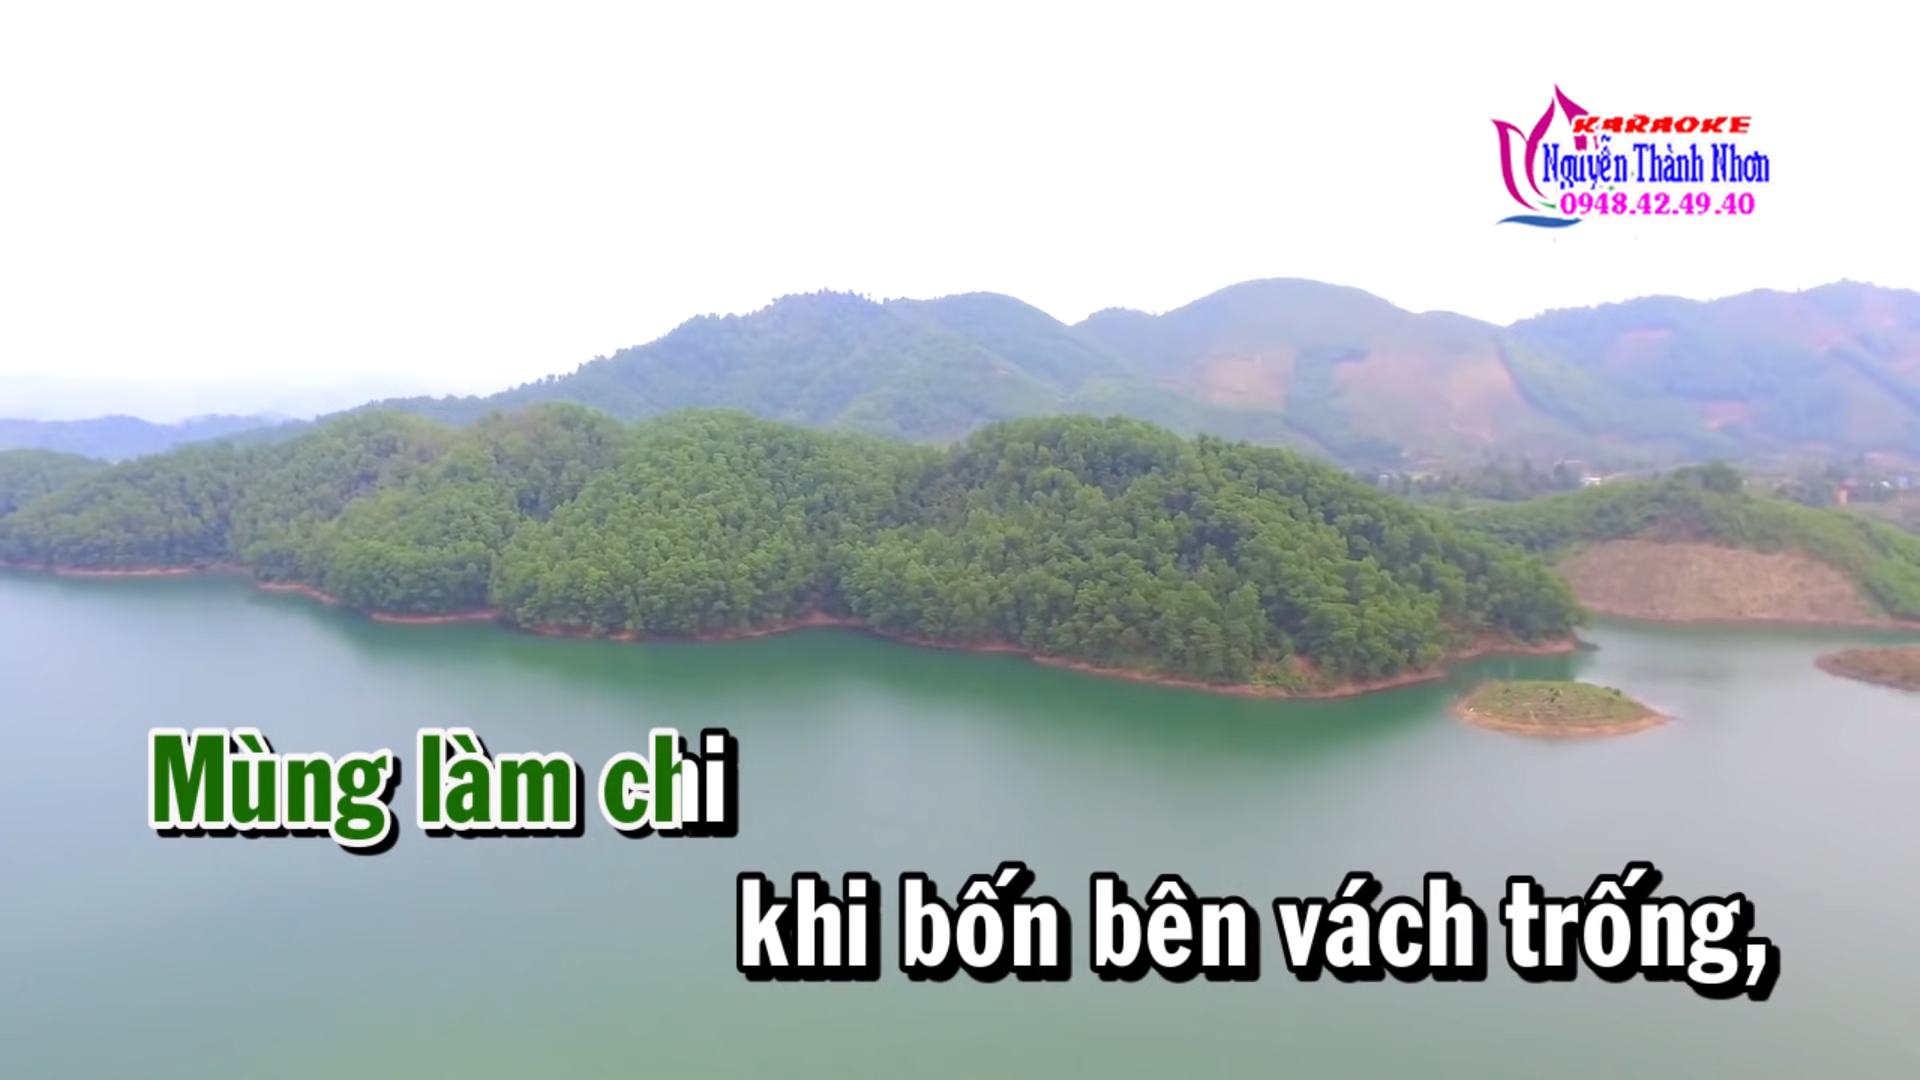 KARAOKE
Nguyễn Thành Nhơn
0948.42.49.40
Mùng làm chi
khi bốn bên vách trống,